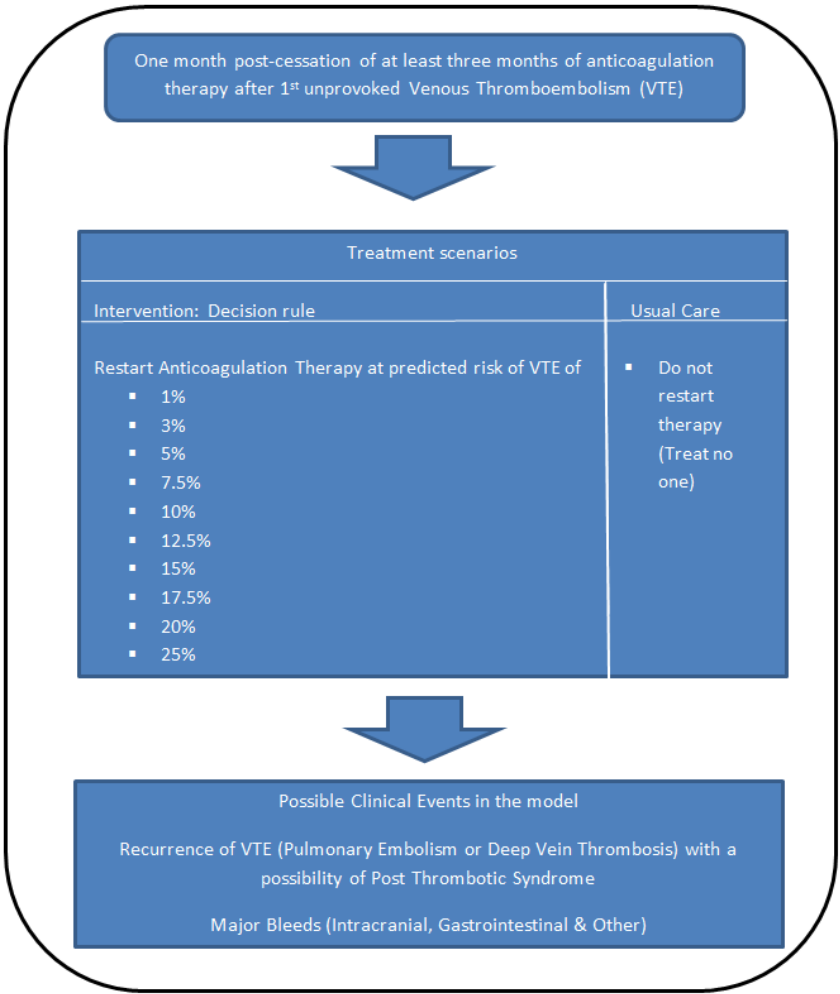 One month post-cessation of at least three months of anticoagulation
therapy after 1st unprovoked Venous Thromboembolism (VTE)
Treatment scenarios
Intervention: Decision rule
Restart Anticoagulation Therapy at predicted risk of VTE of
▪ 1%
▪ 3%
▪ 5%
▪ 7.5%
▪ 10%
▪ 12.5%
▪ 15%
▪ 17.5%
▪ 20%
▪ 25%
Usual Care
▪ Do not
restart
therapy
(Treat no
one)
Possible Clinical Events in the model
Recurrence of VTE (Pulmonary Embolism or Deep Vein Thrombosis) with a
possibility of Post Thrombotic Syndrome
Major Bleeds (Intracranial, Gastrointestinal & Other)